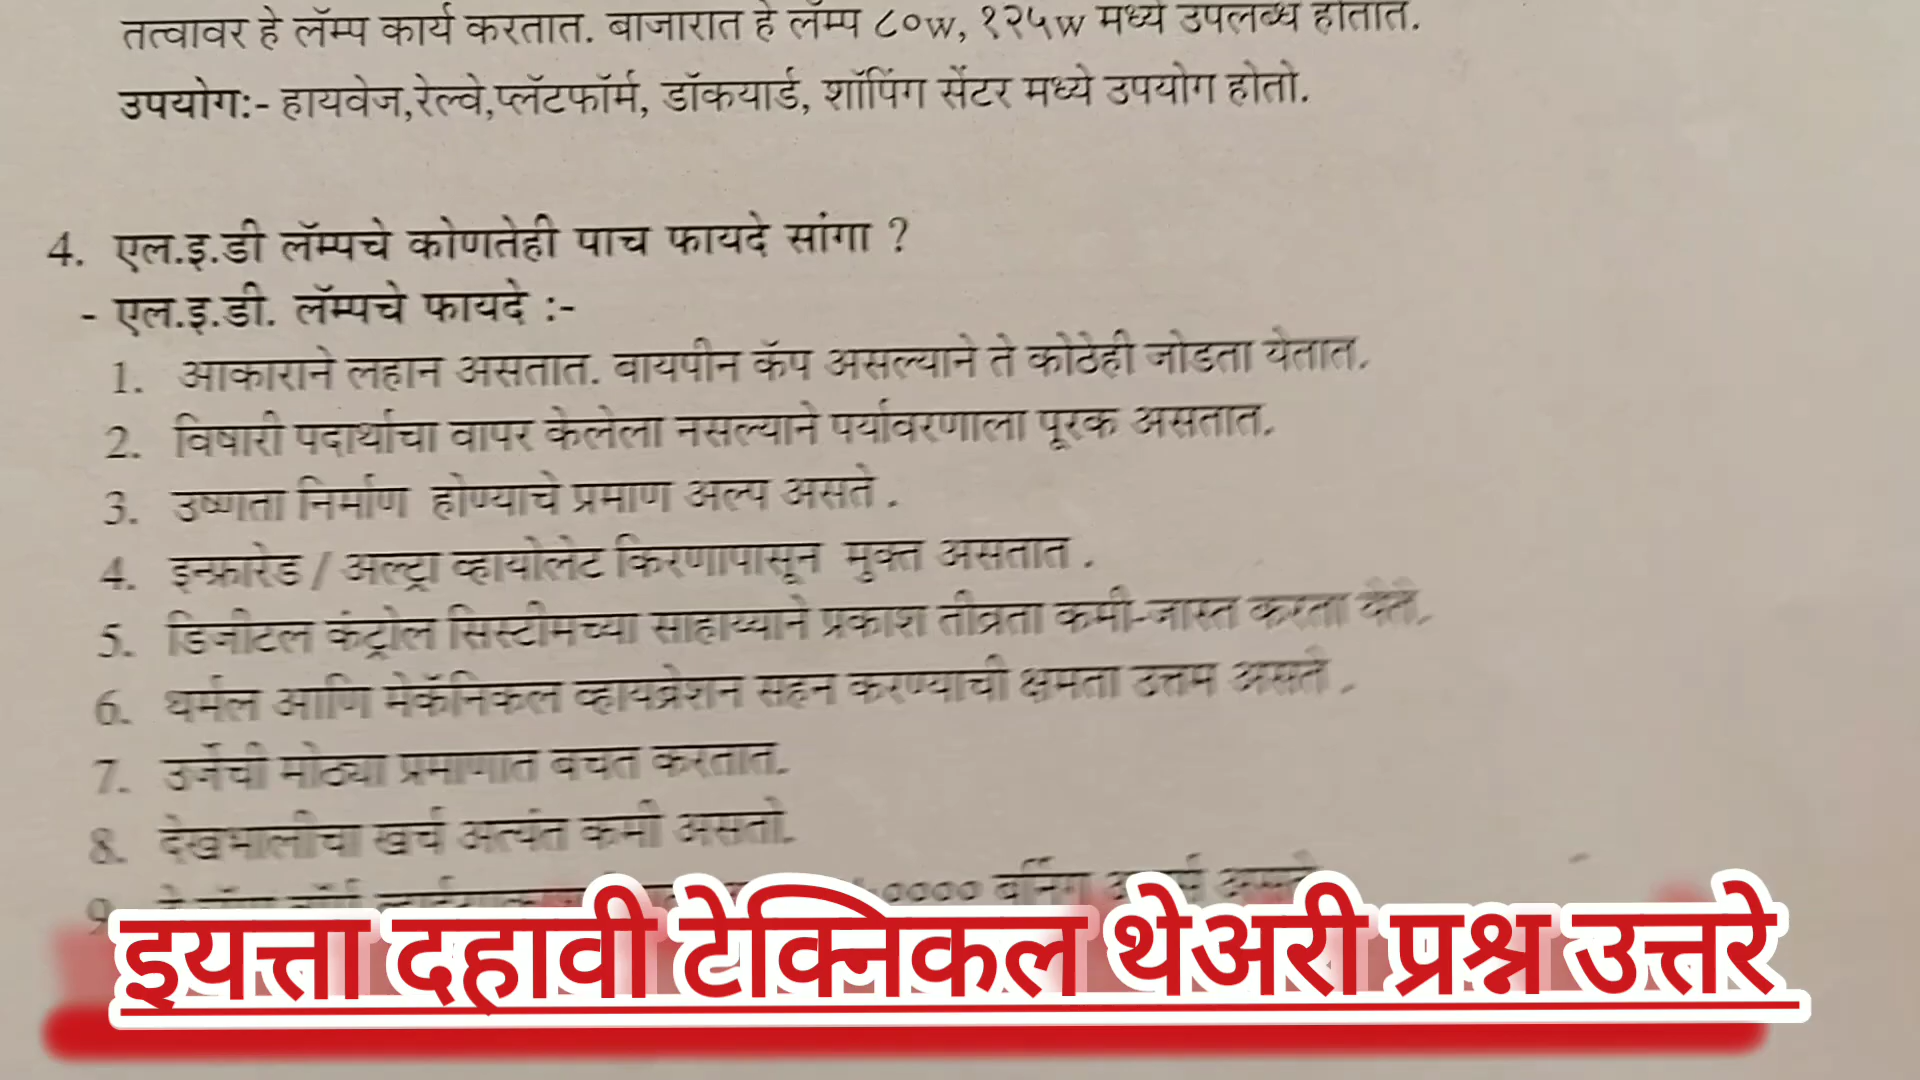 तत्वावर हे लॅम्प कार्य करतात. बाजारात हे लॅम्प ८०w, १२५w मध्ये उपलब्ध होतात.
उपयोग:- हायवेज,रेल्वे,प्लॅटफॉर्म, डॉकयार्ड, शॉपिंग सेंटर मध्ये उपयोग होतो.
4. एल.इ.डी लॅम्पचे कोणतेही पाच फायदे सांगा ?
- एल.इ.डी. लॅम्पचे फायदे :-
1. आकाराने लहान असतात. वायपीन कॅप असल्याने ते कोठेही जोडता येतात.
2. विषारी पदार्थाचा वापर केलेला नसल्याने पर्यावरणाला पूरक असतात.
3. उष्णता निर्माण होण्याचे प्रमाण अल्प असते .
4. इन्फ्रारेड / अल्ट्रा व्हायोलेट किरणापासून मुक्त असतात .
5. डिजीटल कंट्रोल सिस्टीमच्या साहाय्याने प्रकाश तीव्रता कमी-जास्त करता येते.
6. थर्मल आणि मेकॅनिकल व्हायब्रेशन सहन करण्याची क्षमता उत्तम असते .
7. उर्जेची मोठ्या प्रमाणात बचत करतात.
8. देखभालीचा खर्च अत्यंत कमी असतो.
9. बर्निंग
इयत्ता दहावी टेक्निकल थेअरी प्रश्न उत्तरे